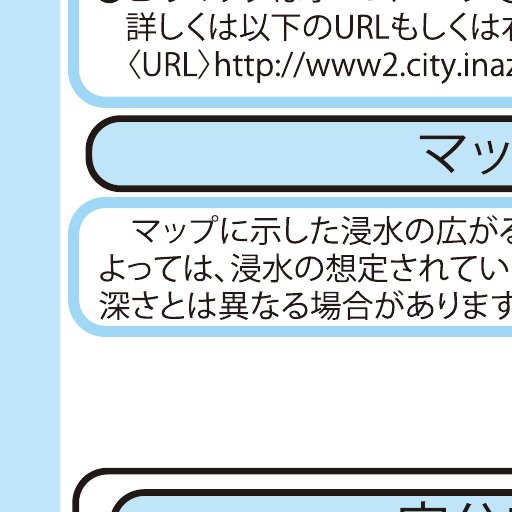 詳しくは以下のURLもしくは
〈URL〉http://www2.city.ina
マッ
マップに示した浸水の広が
よっては、浸水の想定されてい
深さとは異なる場合があります